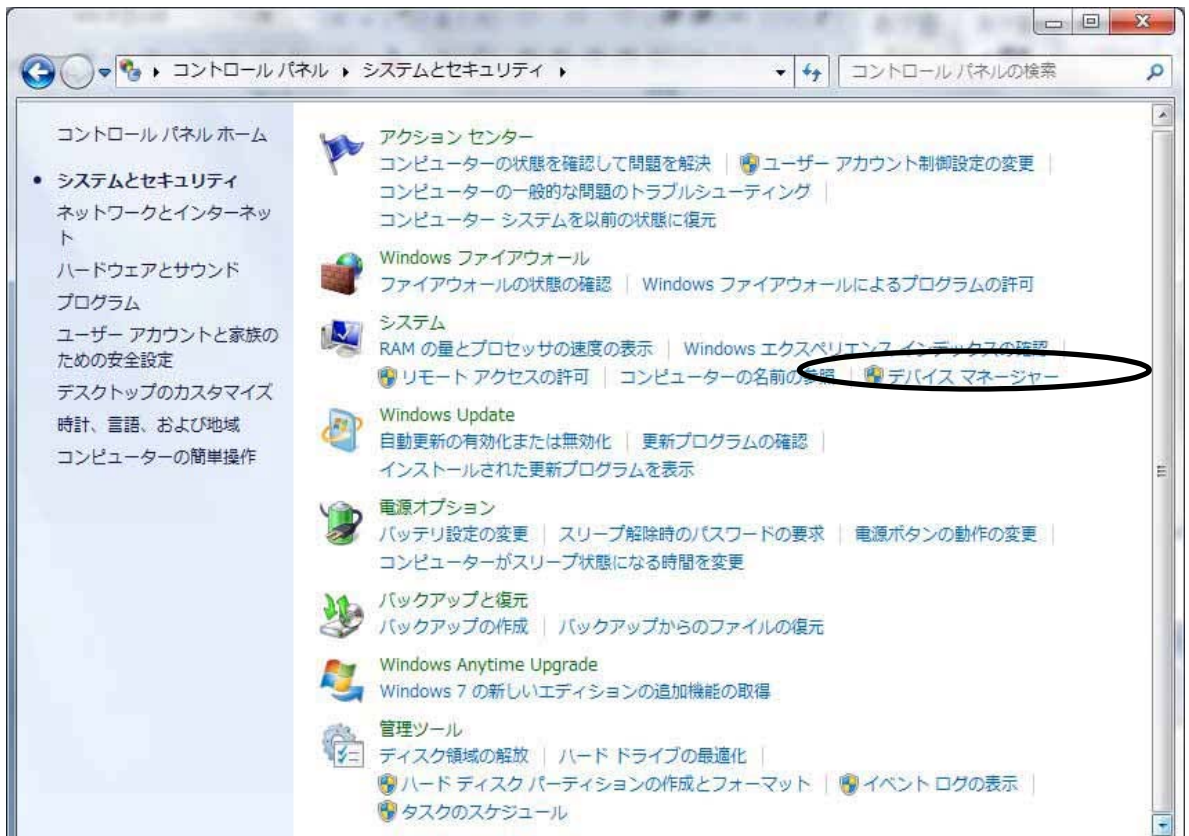 コントロール パネル ▸ システムとセキュリティ ▸
コントロール パネルの検索
コントロール パネル ホーム
システムとセキュリティ
ネットワークとインターネッ
ト
ハードウェアとサウンド
プログラム
ユーザー アカウントと家族の
ための安全設定
デスクトップのカスタマイズ
時計、言語、および地域
コンピューターの簡単操作
アクション センター
コンピューターの状態を確認して問題を解決 | ユーザー アカウント制御設定の変更 |
コンピューターの一般的な問題のトラブルシューティング |
コンピューター システムを以前の状態に復元
Windows ファイアウォール
ファイアウォールの状態の確認 | Windows ファイアウォールによるプログラムの許可
システム
RAM の量とプロセッサの速度の表示 | Windows エクスペリエンス インデックスの確認 |
リモート アクセスの許可 | コンピューターの名前の参照 | デバイス マネージャー
Windows Update
自動更新の有効化または無効化 | 更新プログラムの確認 |
インストールされた更新プログラムを表示
電源オプション
バッテリ設定の変更 | スリープ解除時のパスワードの要求 | 電源ボタンの動作の変更 |
コンピューターがスリープ状態になる時間を変更
バックアップと復元
バックアップの作成 | バックアップからのファイルの復元
Windows Anytime Upgrade
Windows 7 の新しいエディションの追加機能の取得
管理ツール
ディスク領域の解放 | ハード ドライブの最適化 |
ハード ディスク パーティションの作成とフォーマット | イベント ログの表示 |
タスクのスケジュール